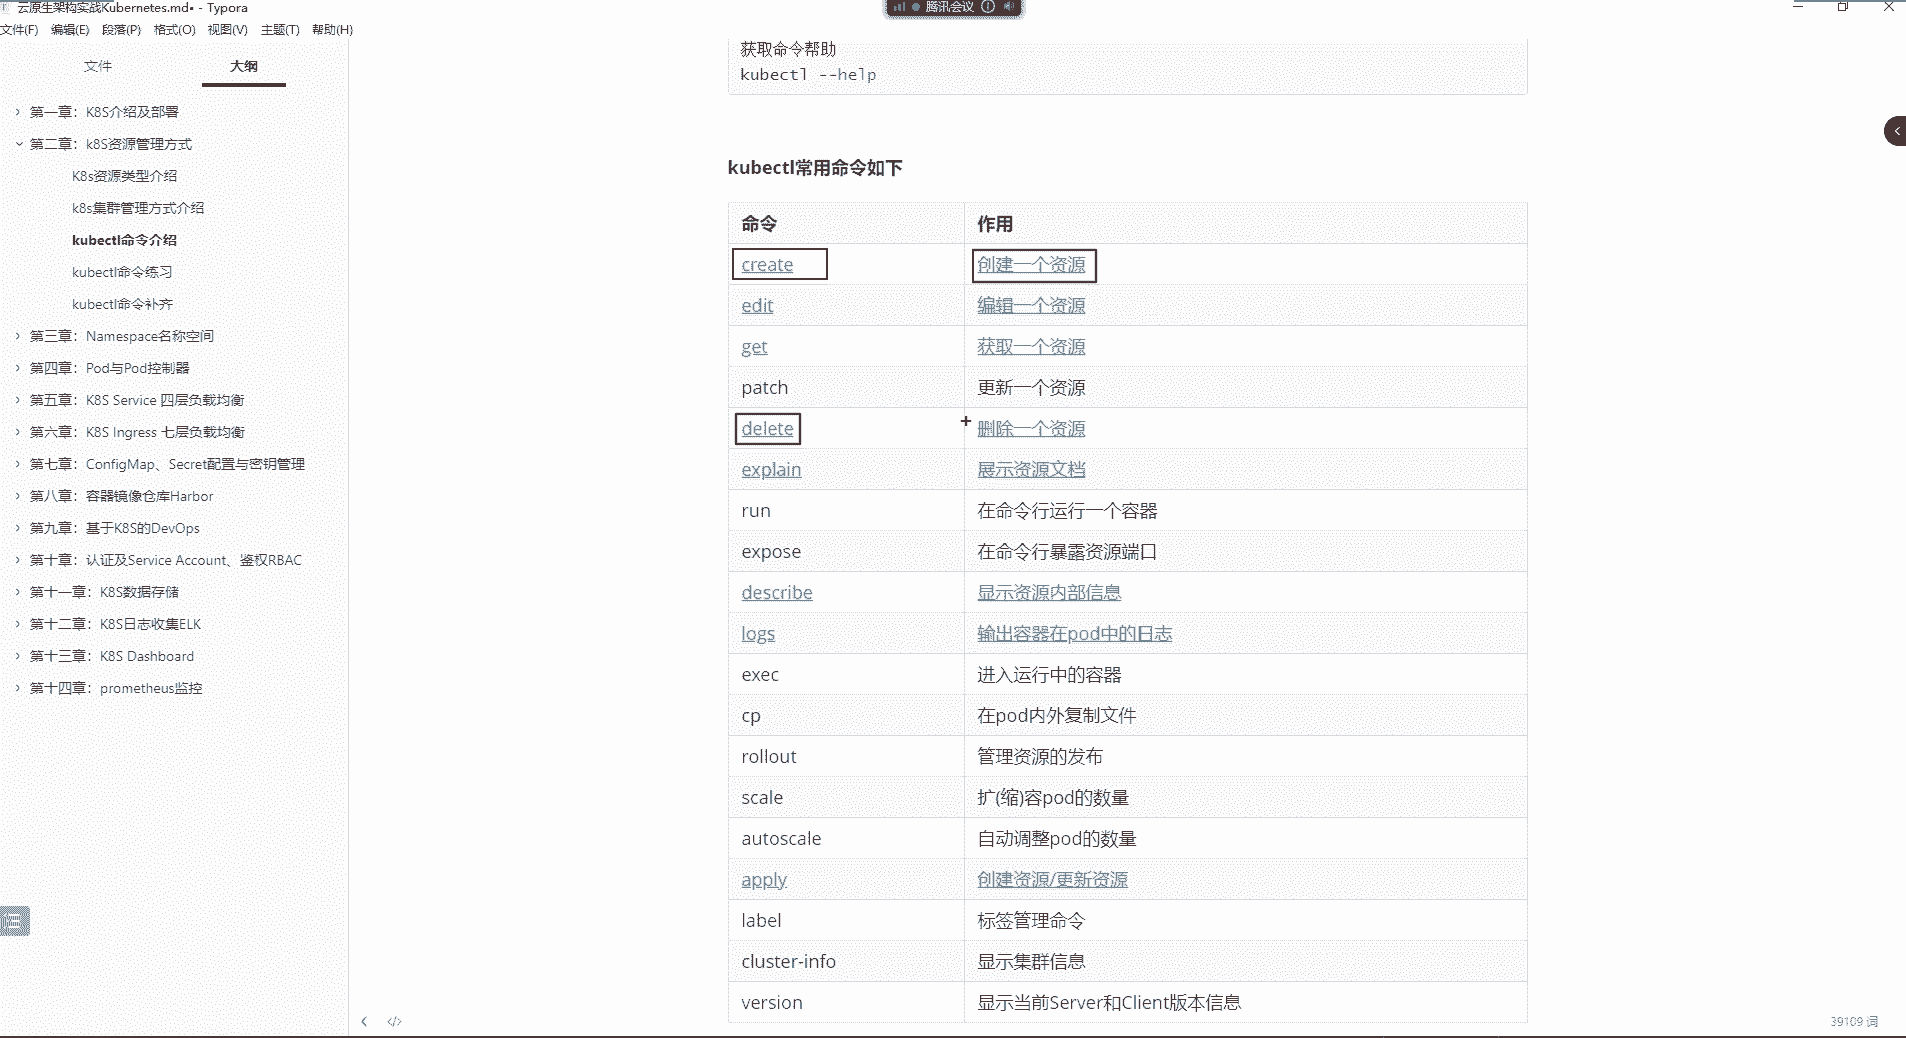 云原生架构实战Kubernetes.md• - Typora
腾讯会议
文件(F) 编辑(E) 段落(P) 格式(O) 视图(V) 主题(T) 帮助(H)
文件 大纲
第一章：K8S介绍及部署
第二章：k8S资源管理方式
K8s资源类型介绍
k8s集群管理方式介绍
kubectl命令介绍
kubectl命令练习
kubectl命令补齐
第三章：Namespace名称空间
第四章：Pod与Pod控制器
第五章：K8S Service 四层负载均衡
第六章：K8S Ingress 七层负载均衡
第七章：ConfigMap、Secret配置与密钥管理
第八章：容器镜像仓库Harbor
第九章：基于K8S的DevOps
第十章：认证及Service Account、鉴权RBAC
第十一章：K8S数据存储
第十二章：K8S日志收集ELK
第十三章：K8S Dashboard
第十四章：prometheus监控
获取命令帮助
kubectl --help
kubectl常用命令如下
命令 作用
create 创建一个资源
edit 编辑一个资源
get 获取一个资源
patch 更新一个资源
delete 删除一个资源
explain 展示资源文档
run 在命令行运行一个容器
expose 在命令行暴露资源端口
describe 显示资源内部信息
logs 输出容器在pod中的日志
exec 进入运行中的容器
cp 在pod内外复制文件
rollout 管理资源的发布
scale 扩(缩)容pod的数量
autoscale 自动调整pod的数量
apply 创建资源/更新资源
label 标签管理命令
cluster-info 显示集群信息
version 显示当前Server和Client版本信息
39109 词